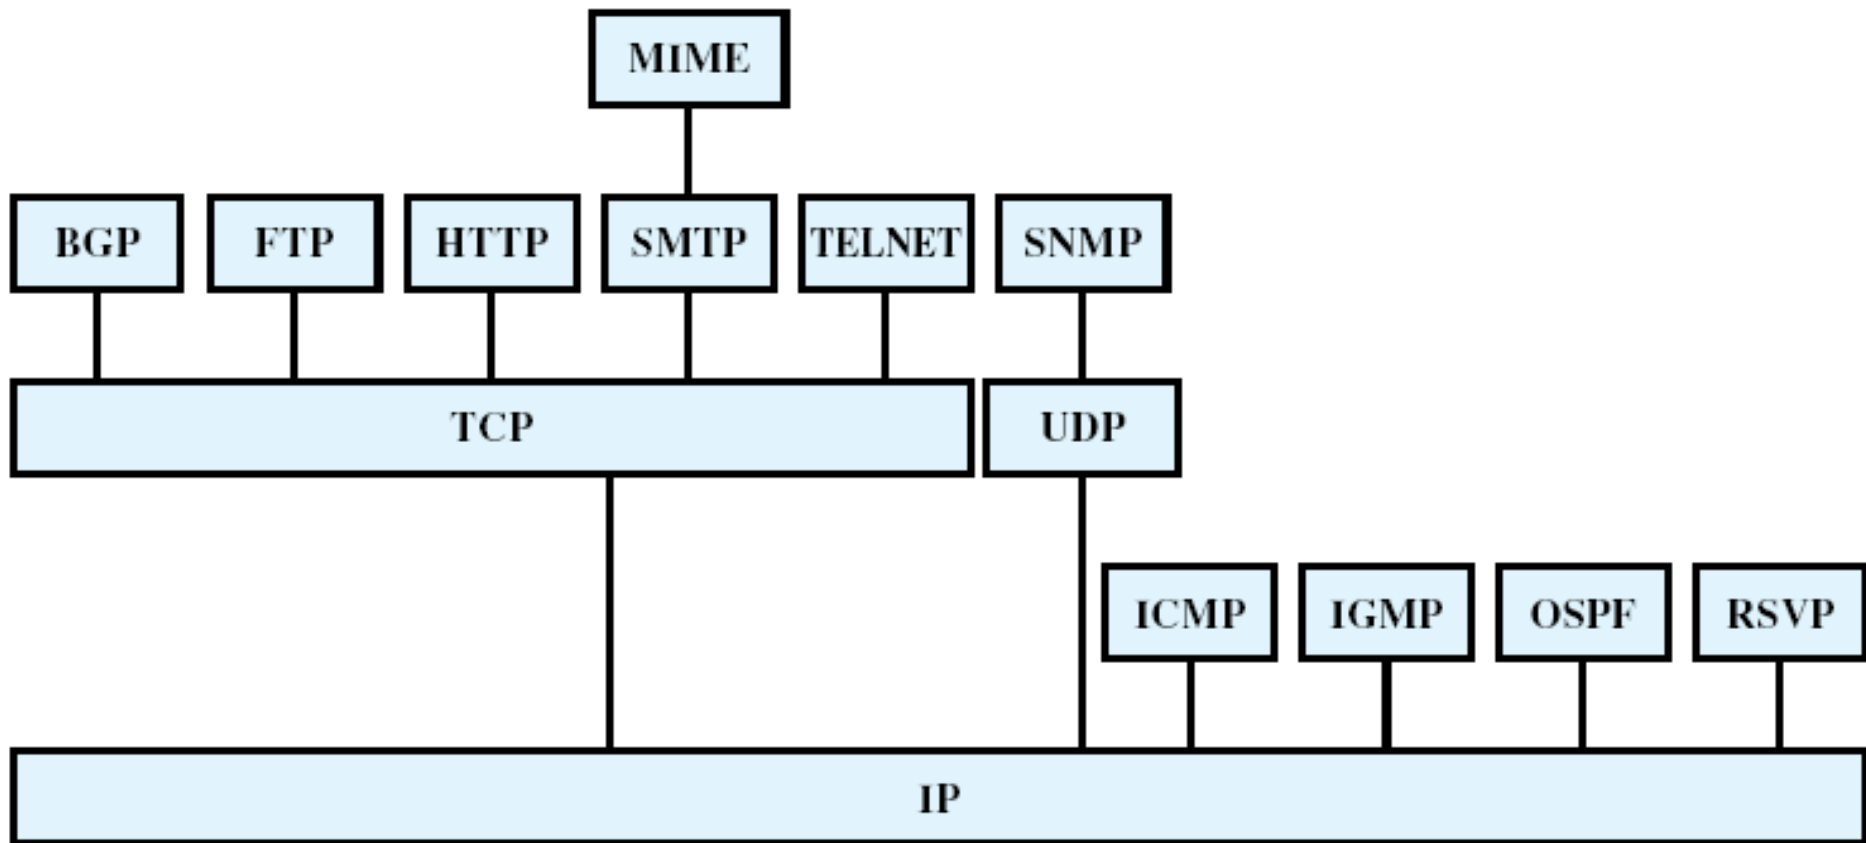 MIME
BGP
FTP
HTTP
SMTP
TELNET
SNMP
TCP
UDP
ICMP
IGMP
OSPF
RSVP
IP